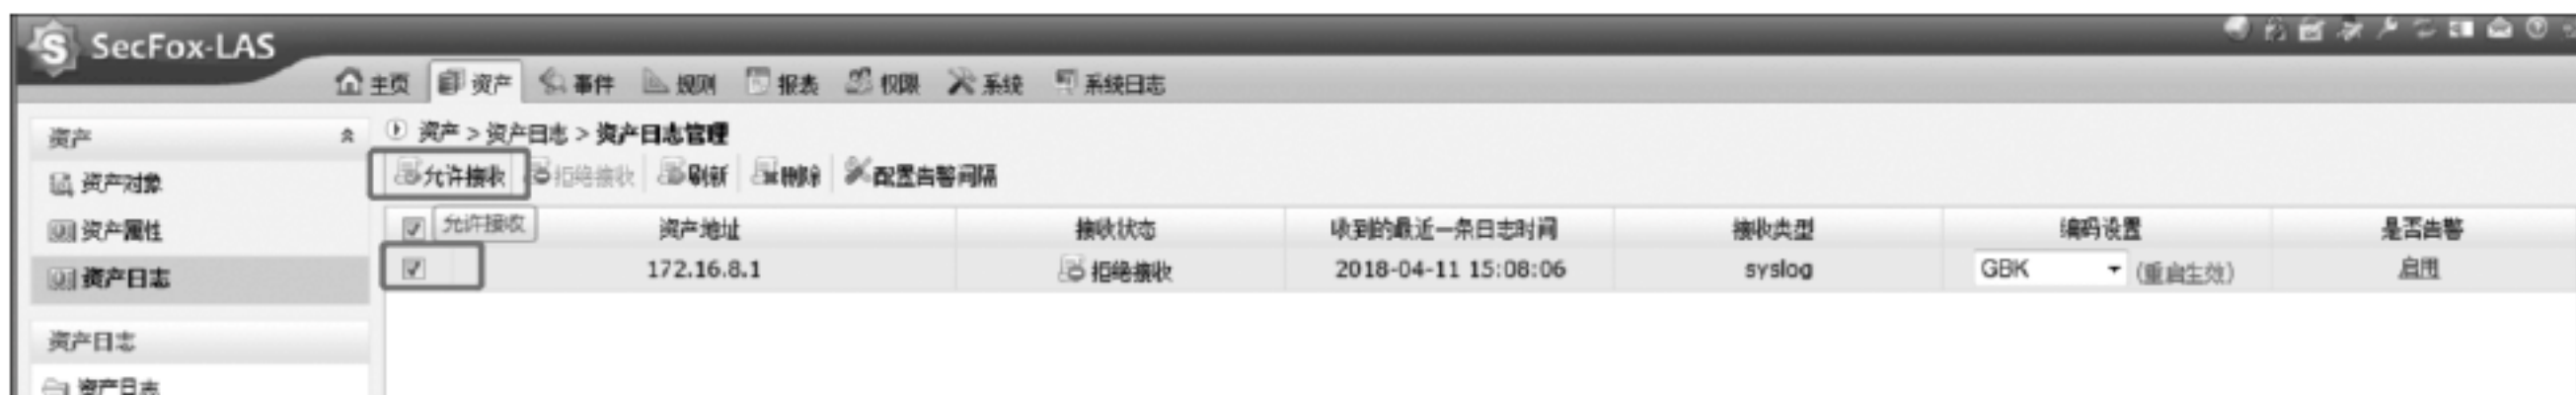 SecFox-LAS
主页 资产 事件 规则 报表 权限 系统 系统日志
资产
资产 > 资产日志 > 资产日志管理
资产对象
允许接收 拒绝接收 刷新 删除 配置告警间隔
资产属性
允许接收 资产地址 接收状态 收到的最近一条日志时间 接收类型 编码设置 是否告警
资产日志
172.16.8.1 拒绝接收 2018-04-11 15:08:06 syslog GBK (重启生效) 启用
资产日志
资产日志